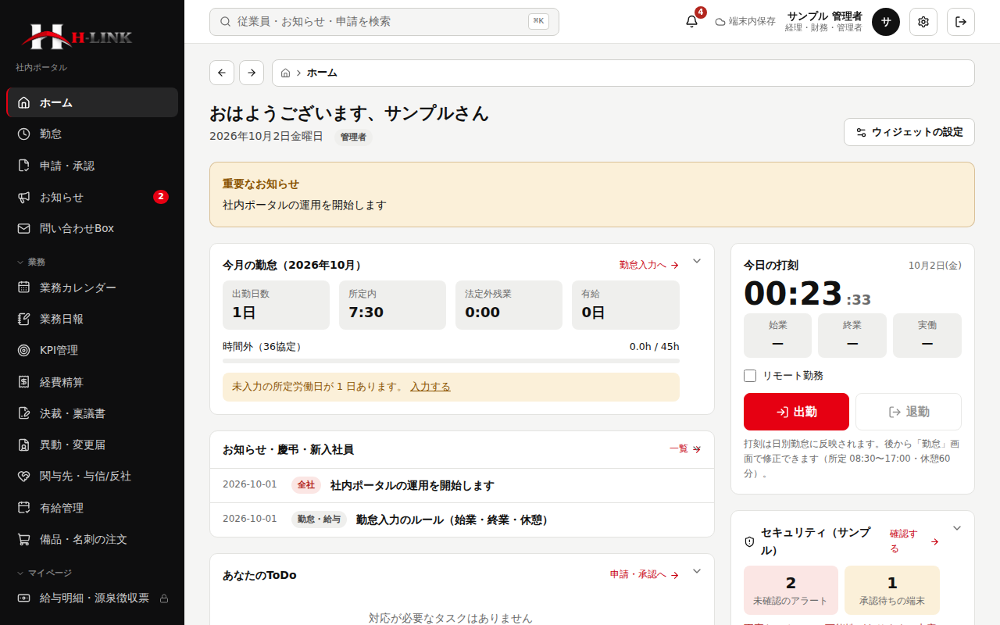 H-LINK
社内ポータル
ホーム
勤怠
申請・承認
お知らせ
2
問い合わせBox
業務
業務カレンダー
業務日報
KPI管理
経費精算
決裁・稟議書
異動・変更届
関与先・与信/反社
有給管理
備品・名刺の注文
マイページ
給与明細・源泉徴収票
従業員・お知らせ・申請を検索
⌘K
4
端末内保存
サンプル 管理者
経理・財務・管理者
サ
ホーム
おはようございます、サンプルさん
2026年10月2日金曜日
管理者
ウィジェットの設定
重要なお知らせ
社内ポータルの運用を開始します
今月の勤怠（2026年10月）
勤怠入力へ
出勤日数
1日
所定内
7:30
法定外残業
0:00
有給
0日
時間外（36協定）
0.0h / 45h
未入力の所定労働日が 1 日あります。 入力する
お知らせ・慶弔・新入社員
一覧
2026-10-01
全社
社内ポータルの運用を開始します
2026-10-01
勤怠・給与
勤怠入力のルール（始業・終業・休憩）
あなたのToDo
申請・承認へ
対応が必要なタスクはありません
今日の打刻
10月2日(金)
00:23 :33
始業
—
終業
—
実働
—
リモート勤務
出勤
退勤
打刻は日別勤怠に反映されます。後から「勤怠」画
面で修正できます（所定 08:30〜17:00・休憩60
分）。
セキュリティ（サンプ
ル）
確認す
る
2
未確認のアラート
1
承認待ちの端末